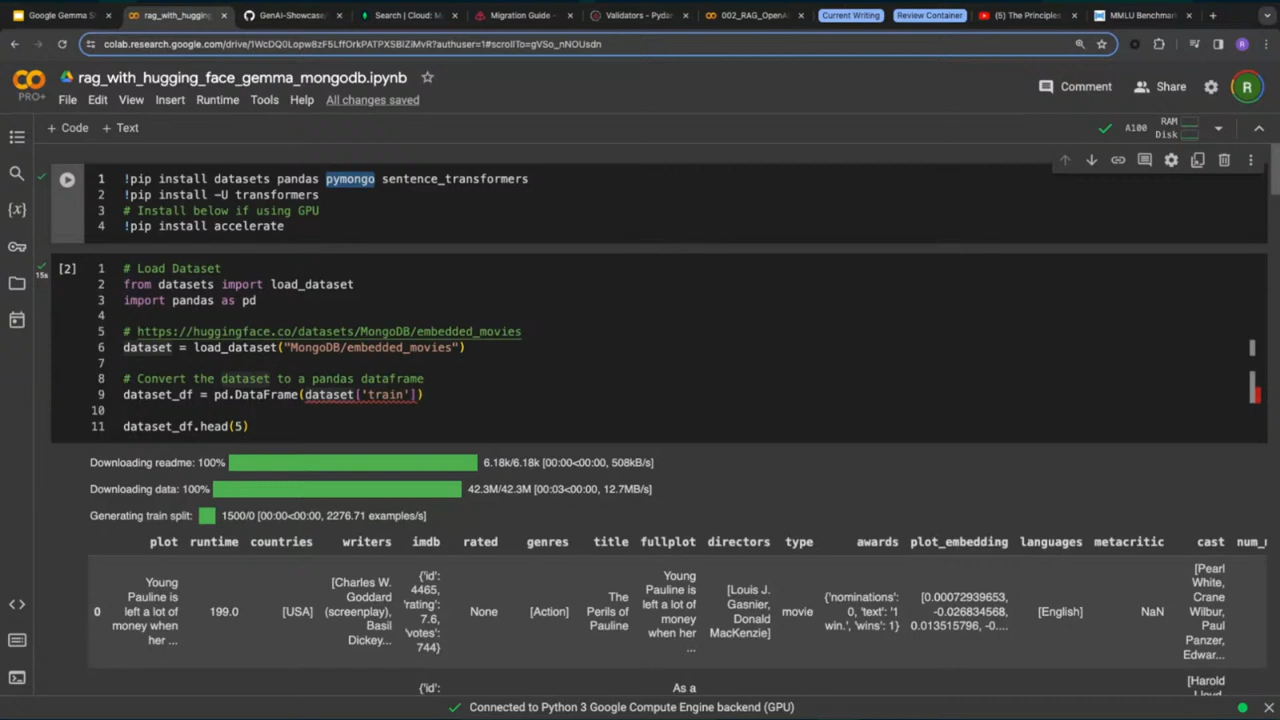 Google Gemma S
rag_with_hugging_
GenAI-Showcase
Search | Cloud: M
Migration Guide -
Validators - Pydan
002_RAG_OpenA
Current Writing
Review Container
(5) The Principles
MMLU Benchmar
colab.research.google.com/drive/1WcDQ0Lopw8zF5LffOrkPATPXSBIZiMvR?authuser=1#scrollTo=gVSo_nNOUsdn
rag_with_hugging_face_gemma_mongodb.ipynb
PRO+
File Edit View Insert Runtime Tools Help All changes saved
Comment Share R
+ Code + Text
A100 RAM Disk
1 !pip install datasets pandas pymongo sentence_transformers
2 !pip install -U transformers
3 # Install below if using GPU
4 !pip install accelerate
[2]
15s
1 # Load Dataset
2 from datasets import load_dataset
3 import pandas as pd
4
5 # https://huggingface.co/datasets/MongoDB/embedded_movies
6 dataset = load_dataset("MongoDB/embedded_movies")
7
8 # Convert the dataset to a pandas dataframe
9 dataset_df = pd.DataFrame(dataset['train'])
10
11 dataset_df.head(5)
Downloading readme: 100% 6.18k/6.18k [00:00<00:00, 508kB/s]
Downloading data: 100% 42.3M/42.3M [00:03<00:00, 12.7MB/s]
Generating train split: 1500/0 [00:00<00:00, 2276.71 examples/s]
plot runtime countries writers imdb rated genres title fullplot directors type awards plot_embedding languages metacritic cast num_m
0
Young
Pauline is
left a lot of
money when
her ...
199.0
[USA]
[Charles W.
Goddard
(screenplay),
Basil
Dickey...
{'id':
4465,
'rating':
7.6,
'votes':
744}
None
[Action]
The
Perils of
Pauline
Young
Pauline is
left a lot of
money
when her
...
[Louis J.
Gasnier,
Donald
MacKenzie]
movie
{'nominations':
0, 'text': '1
win.', 'wins': 1}
[0.00072939653,
-0.026834568,
0.013515796, -0....
[English]
NaN
[Pearl
White,
Crane
Wilbur,
Paul
Panzer,
Edwar...
{'id':
As a
[Harold
Connected to Python 3 Google Compute Engine backend (GPU)